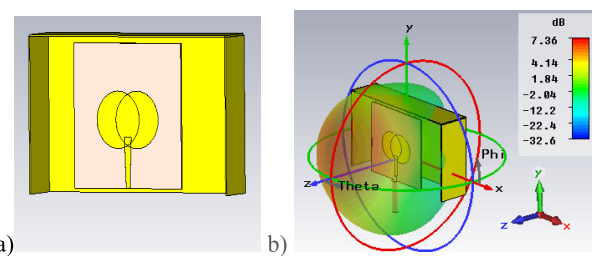 a)
b)
y
z
Theta
Phi
x
dB
7.36
4.14
1.84
-2.04
-12.2
-22.4
-32.6
y
z
x